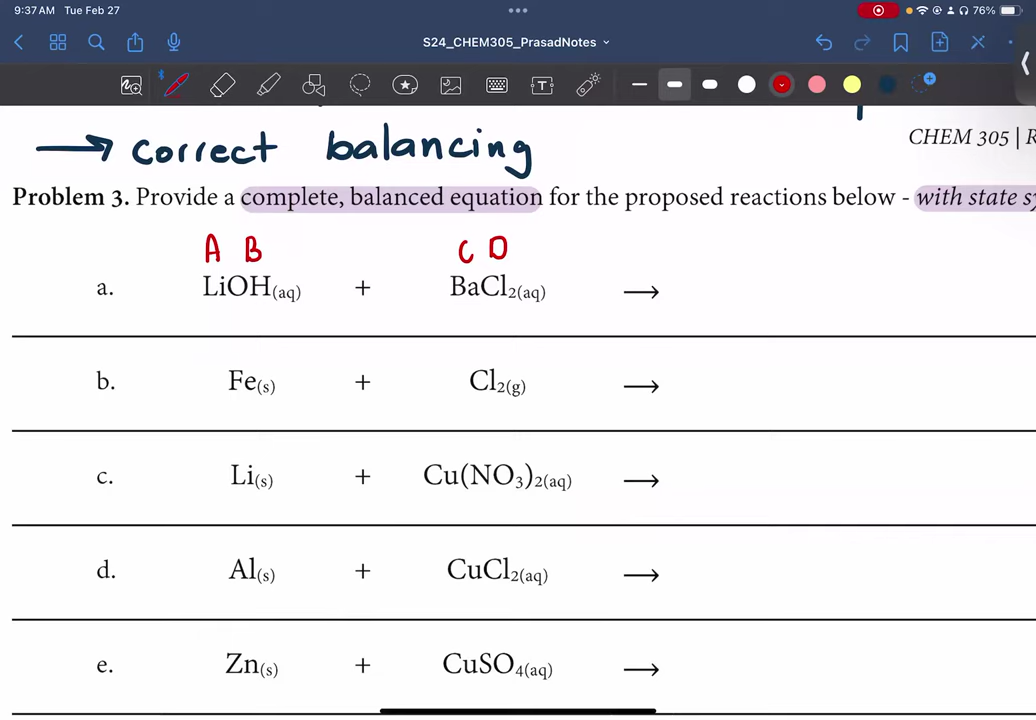 9:37 AM Tue Feb 27
76%
S24_CHEM305_PrasadNotes
→ correct balancing
CHEM 305 | R
Problem 3. Provide a complete, balanced equation for the proposed reactions below - with state sy
A B C D
a. LiOH(aq) + BaCl2(aq) →
b. Fe(s) + Cl2(g) →
c. Li(s) + Cu(NO3)2(aq) →
d. Al(s) + CuCl2(aq) →
e. Zn(s) + CuSO4(aq) →